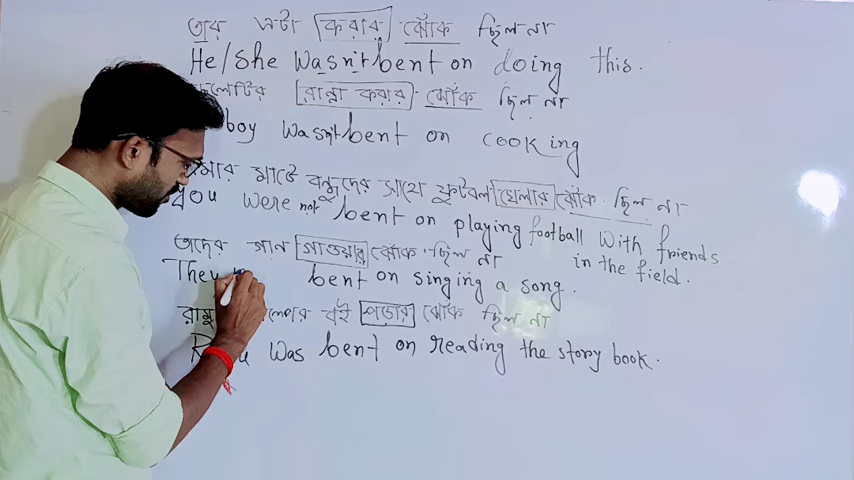 তার এটা করার ঝোঁক ছিল না
He/She wasn't bent on doing this.
রান্না করার ঝোঁক ছিল না
boy wasn't bent on cooking
মাঠে বন্ধুদের সাথে ফুটবল খেলার ঝোঁক ছিল না
you were not bent on playing football with friends in the field.
তাদের গান গাওয়ার ঝোঁক ছিল না
They bent on singing a song.
রামু বই পড়ার ঝোঁক ছিল না
was bent on reading the story book.